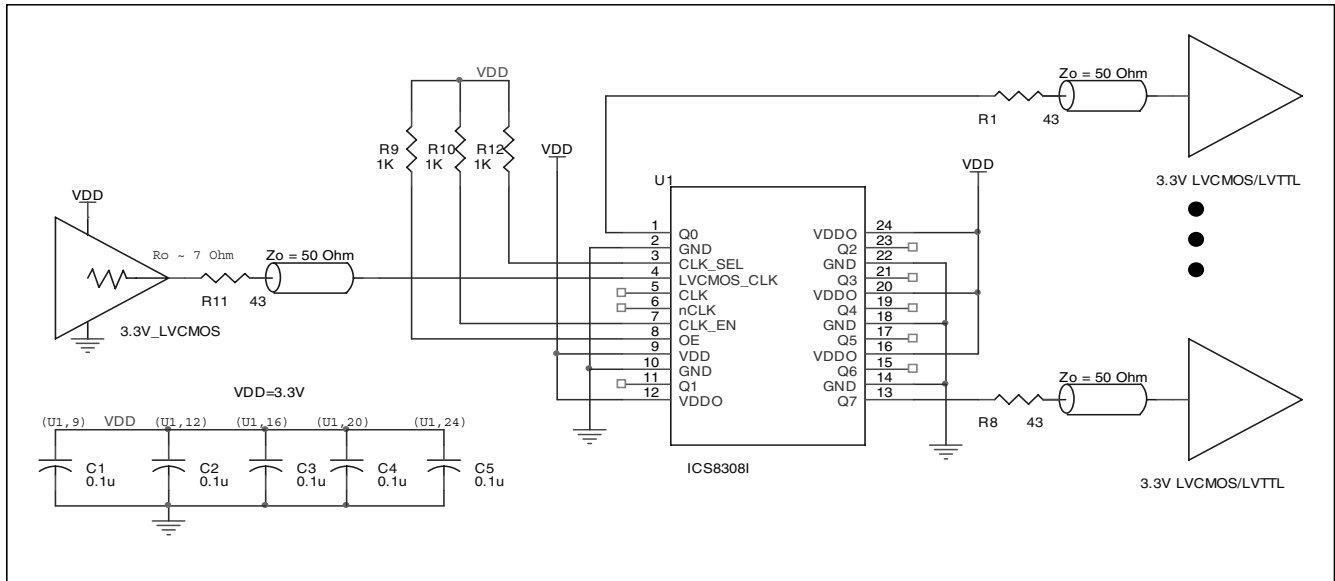 VDD
Zo = 50 Ohm
R1 43
3.3V LVCMOS/LVTTL
R9
1K
R10
1K
R12
1K
VDD
VDD
U1
VDD
Ro ~ 7 Ohm
Zo = 50 Ohm
R11 43
3.3V_LVCMOS
1 Q0
2 GND
3 CLK_SEL
4 LVCMOS_CLK
5 CLK
6 nCLK
7 CLK_EN
8 OE
9 VDD
10 GND
11 Q1
12 VDDO
VDDO 24
Q2 23
GND 22
Q3 21
VDDO 20
Q4 19
GND 18
Q5 17
VDDO 16
Q6 15
GND 14
Q7 13
ICS8308I
Zo = 50 Ohm
R8 43
3.3V LVCMOS/LVTTL
VDD=3.3V
(U1,9) VDD (U1,12) (U1,16) (U1,20) (U1,24)
C1
0.1u
C2
0.1u
C3
0.1u
C4
0.1u
C5
0.1u